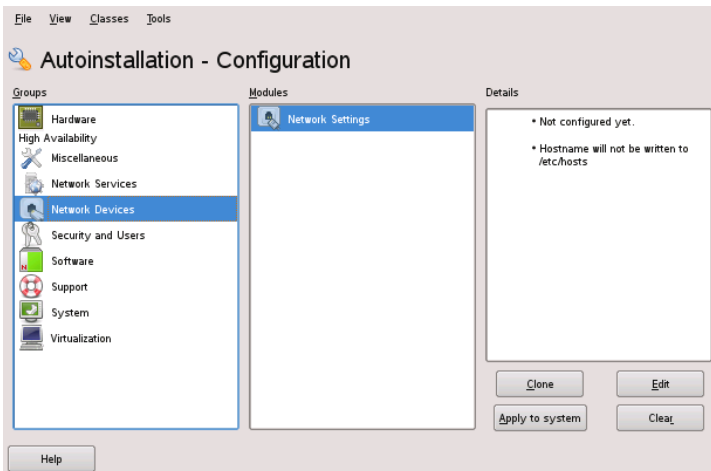 File View Classes Tools
Autoinstallation - Configuration
Groups
Hardware
High Availability
Miscellaneous
Network Services
Network Devices
Security and Users
Software
Support
System
Virtualization
Modules
Network Settings
Details
• Not configured yet.
• Hostname will not be written to
/etc/hosts
Clone Edit
Apply to system Clear
Help